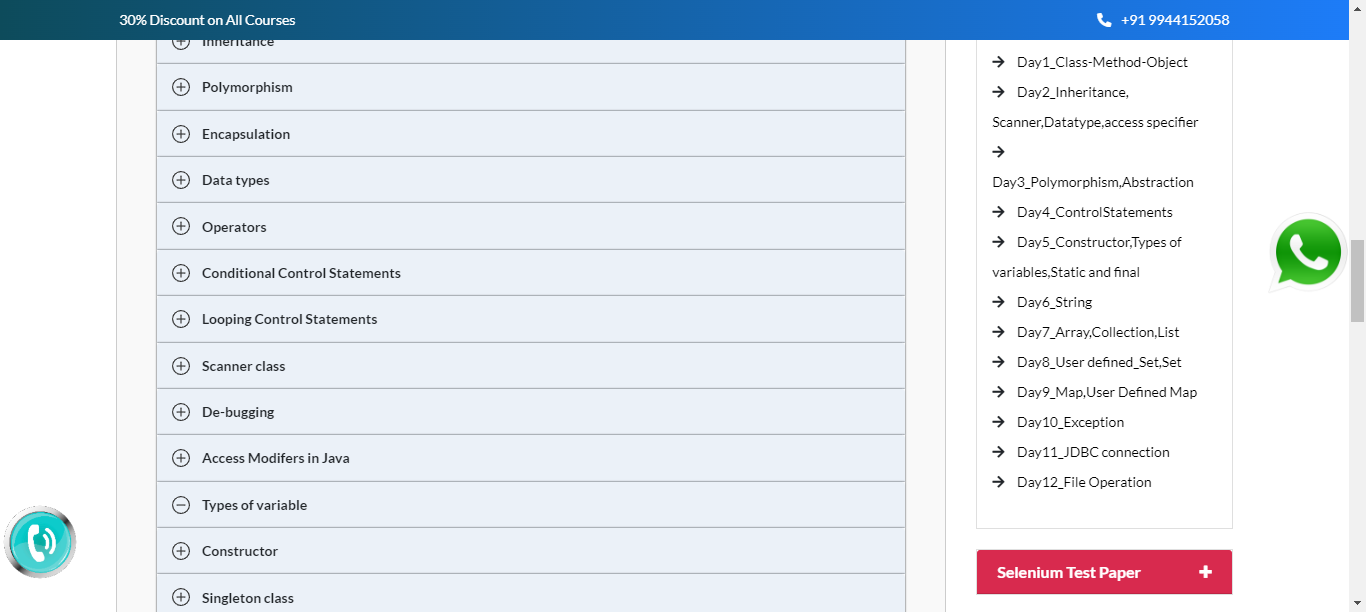 30% Discount on All Courses
+91 9944152058
Inheritance
Polymorphism
Encapsulation
Data types
Operators
Conditional Control Statements
Looping Control Statements
Scanner class
De-bugging
Access Modifers in Java
Types of variable
Constructor
Singleton class
Day1_Class-Method-Object
Day2_Inheritance,
Scanner,Datatype,access specifier
Day3_Polymorphism,Abstraction
Day4_ControlStatements
Day5_Constructor,Types of
variables,Static and final
Day6_String
Day7_Array,Collection,List
Day8_User defined_Set,Set
Day9_Map,User Defined Map
Day10_Exception
Day11_JDBC connection
Day12_File Operation
Selenium Test Paper